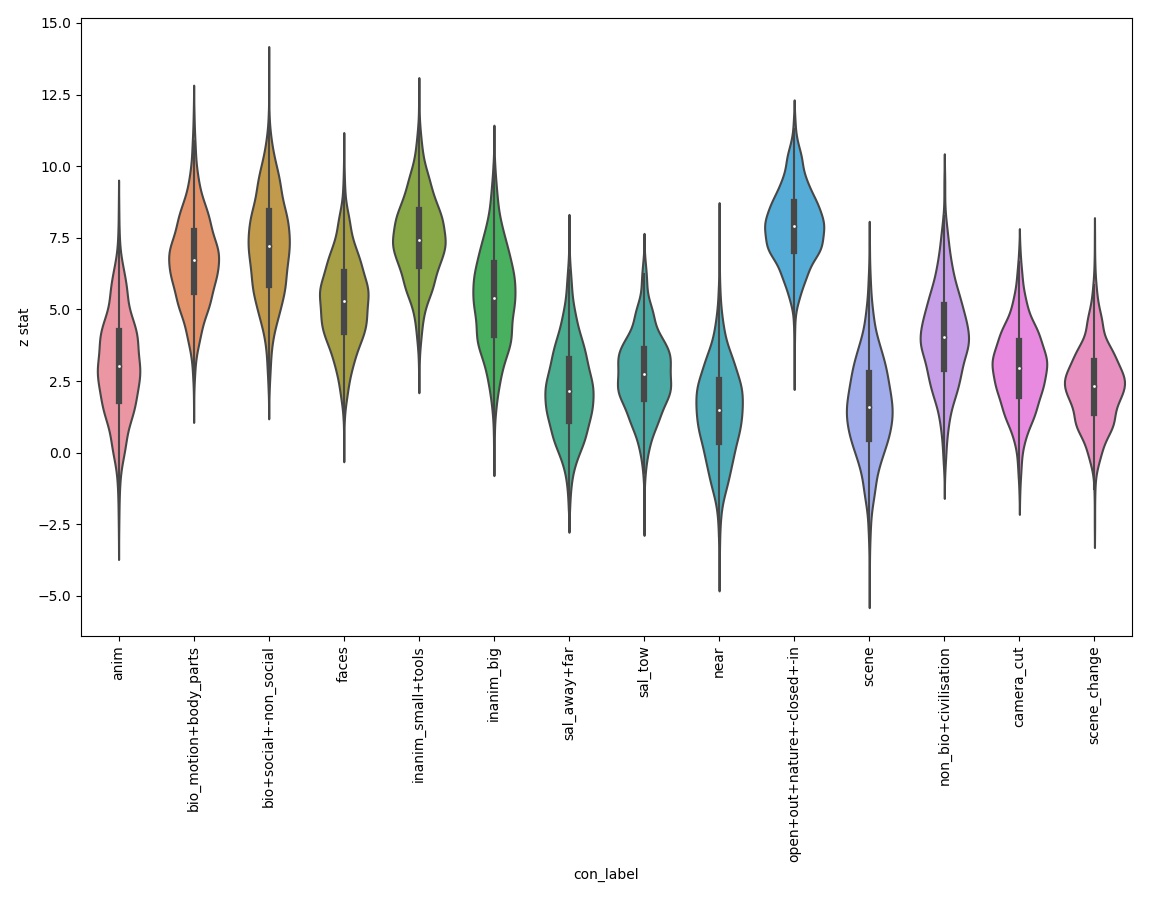 15.0
12.5
10.0
7.5
5.0
2.5
0.0
−2.5
−5.0
z stat
anim
bio_motion+body_parts
bio+social+-non_social
faces
inanim_small+tools
inanim_big
sal_away+far
sal_tow
near
open+out+nature+-closed+-in
scene
non_bio+civilisation
camera_cut
scene_change
con_label